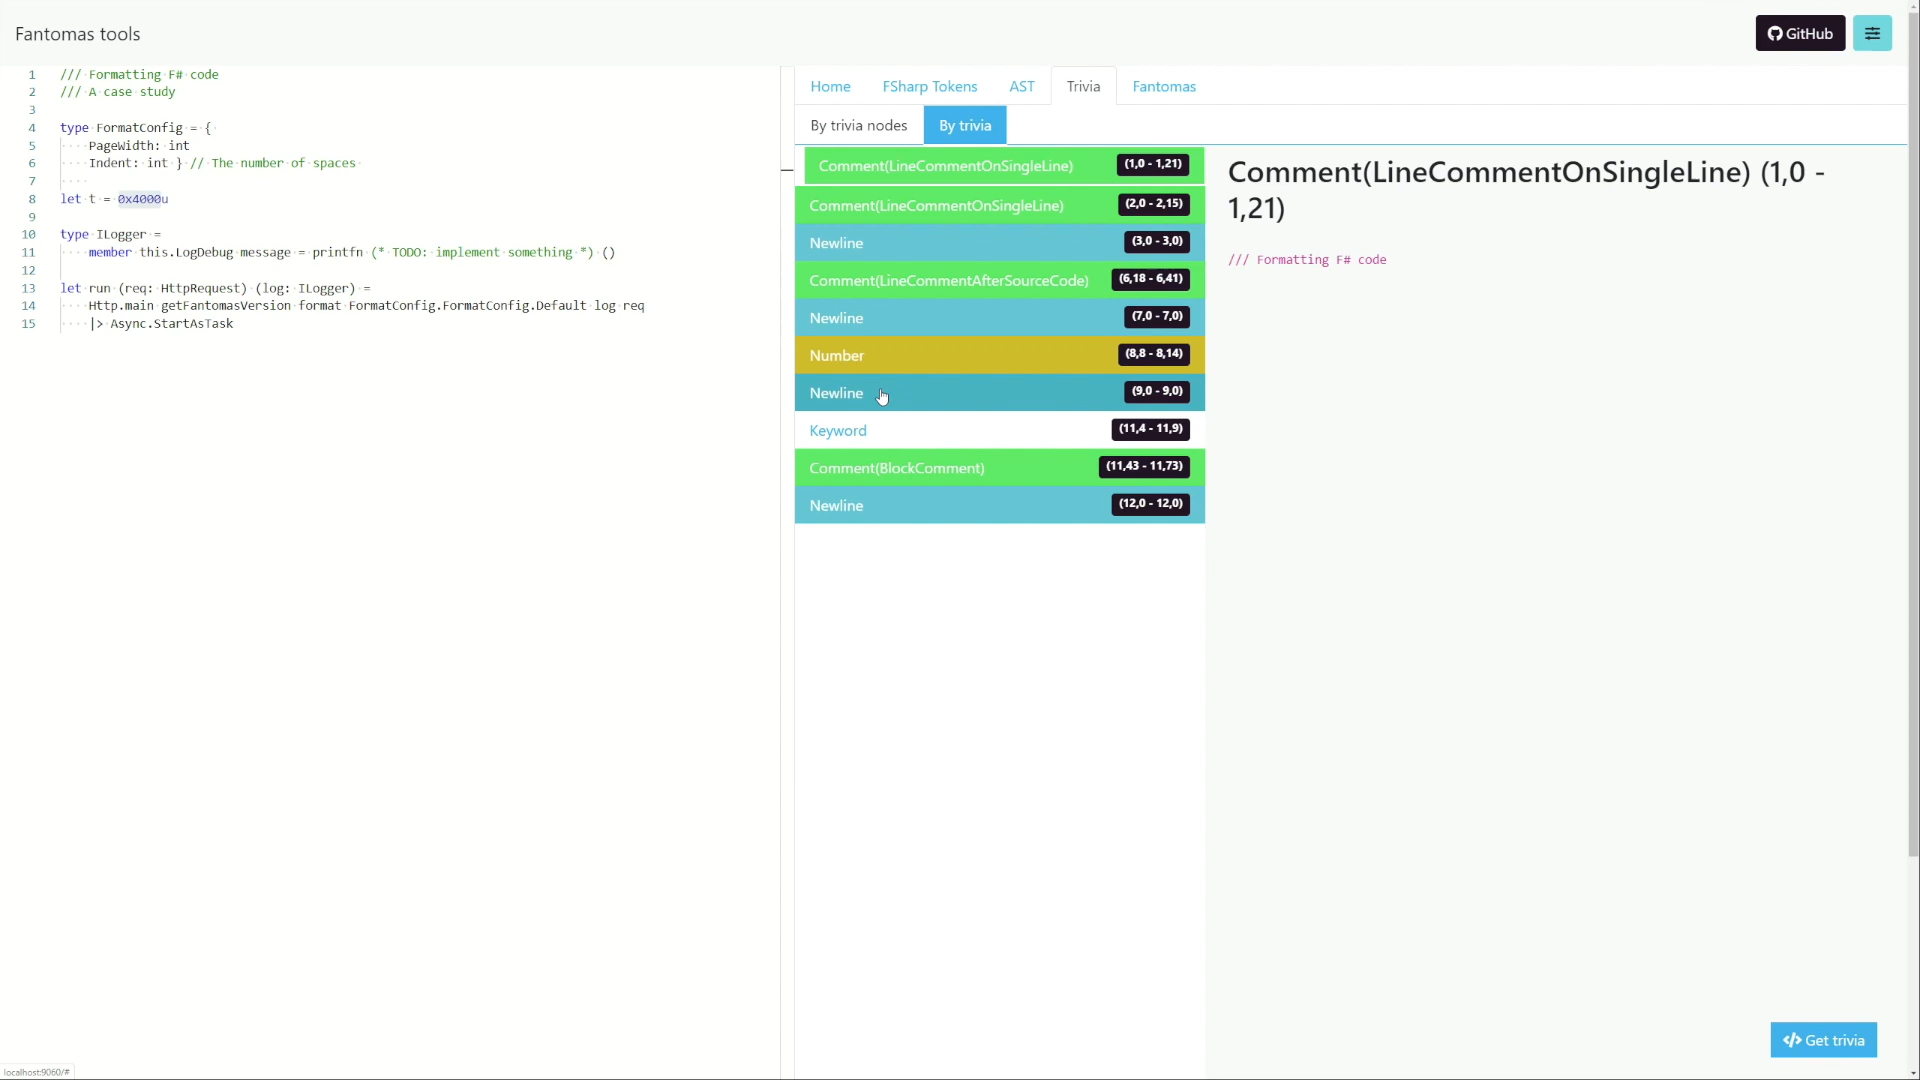 Fantomas tools
GitHub
1 /// Formatting F# code
2 /// A case study
3
4 type FormatConfig = {
5 PageWidth: int
6 Indent: int } // The number of spaces
7
8 let t = 0x4000u
9
10 type ILogger =
11 member this.LogDebug message = printfn (* TODO: implement something *) ()
12
13 let run (req: HttpRequest) (log: ILogger) =
14 Http.main getFantomasVersion format FormatConfig.FormatConfig.Default log req
15 |> Async.StartAsTask
Home FSharp Tokens AST Trivia Fantomas
By trivia nodes By trivia
Comment(LineCommentOnSingleLine) (1,0 - 1,21)
Comment(LineCommentOnSingleLine) (2,0 - 2,15)
Newline (3,0 - 3,0)
Comment(LineCommentAfterSourceCode) (6,18 - 6,41)
Newline (7,0 - 7,0)
Number (8,8 - 8,14)
Newline (9,0 - 9,0)
Keyword (11,4 - 11,9)
Comment(BlockComment) (11,43 - 11,73)
Newline (12,0 - 12,0)
Comment(LineCommentOnSingleLine) (1,0 -
1,21)
/// Formatting F# code
</> Get trivia
localhost:9060/#